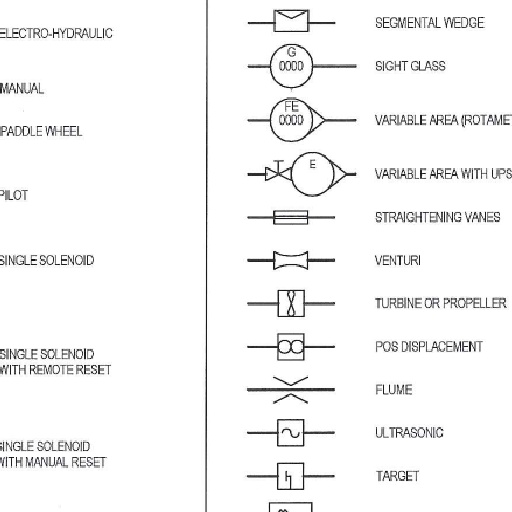 ELECTRO-HYDRAULIC
MANUAL
PADDLE WHEEL
PILOT
SINGLE SOLENOID
SINGLE SOLENOID
WITH REMOTE RESET
SINGLE SOLENOID
WITH MANUAL RESET
SEGMENTAL WEDGE
G
0000
SIGHT GLASS
FE
0000
VARIABLE AREA (ROTAMET
E
VARIABLE AREA WITH UPS
STRAIGHTENING VANES
VENTURI
TURBINE OR PROPELLER
POS DISPLACEMENT
FLUME
ULTRASONIC
TARGET